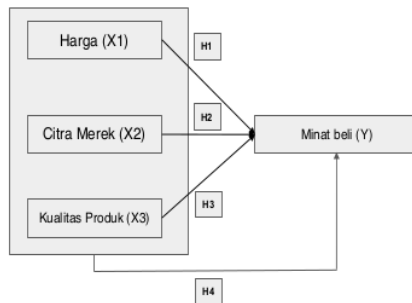 Harga (X1)
H1
Citra Merek (X2)
H2
Minat beli (Y)
Kualitas Produk (X3)
H3
H4